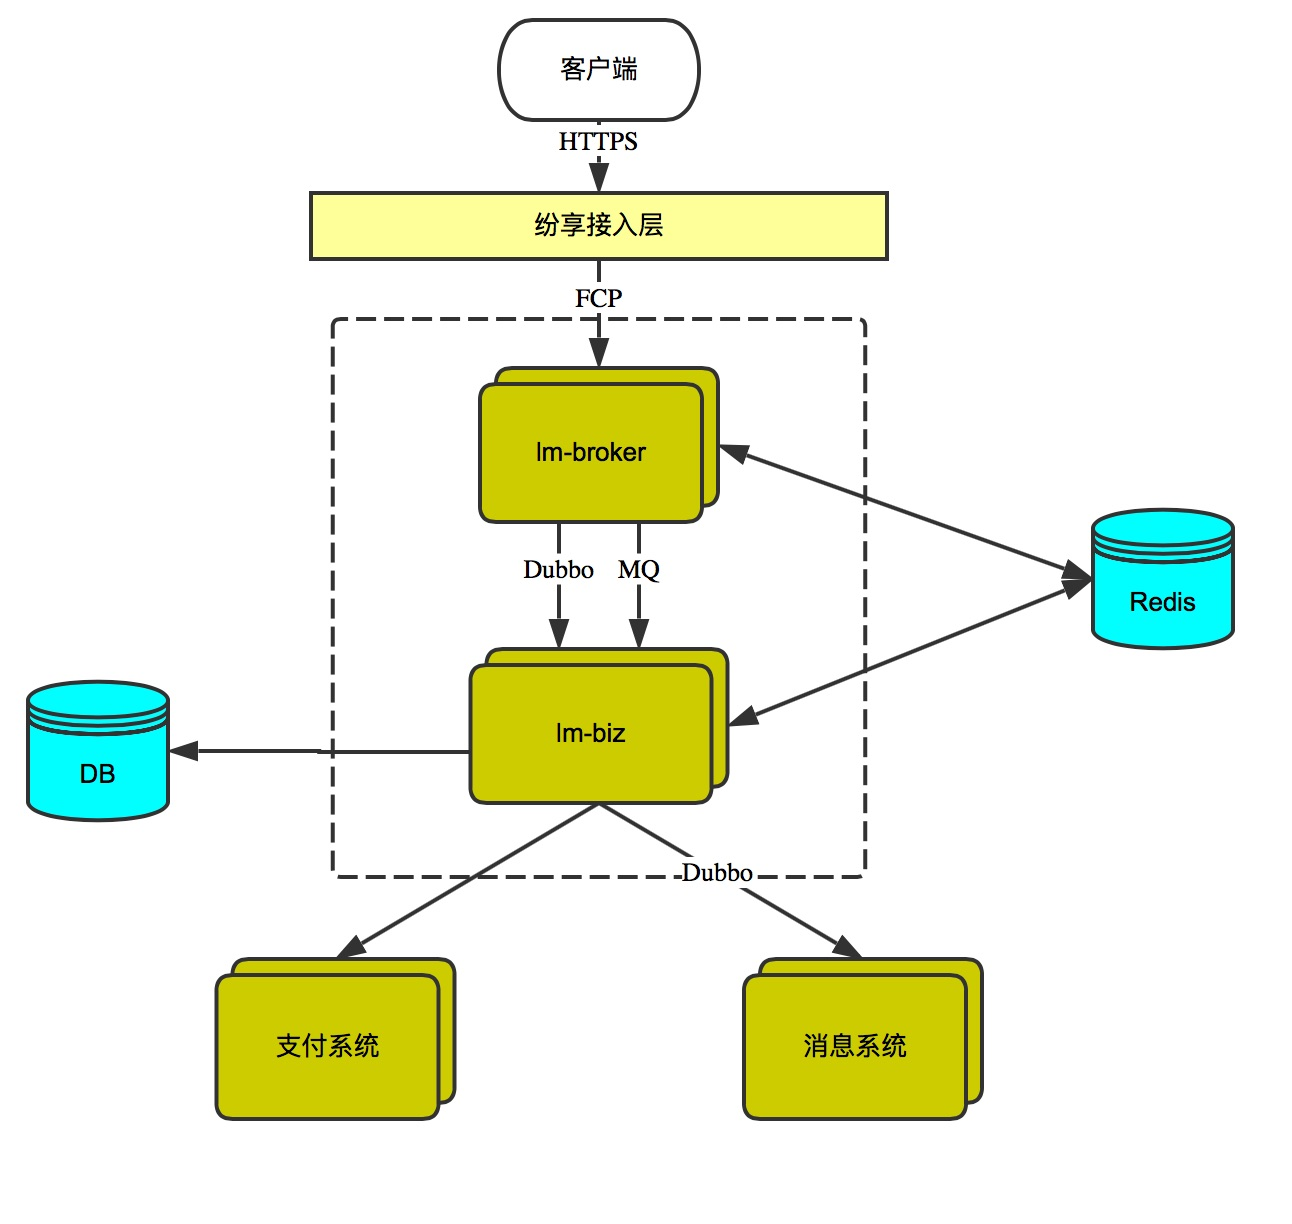 客户端
HTTPS
纷享接入层
FCP
lm-broker
Dubbo
MQ
Redis
lm-biz
DB
Dubbo
支付系统
消息系统